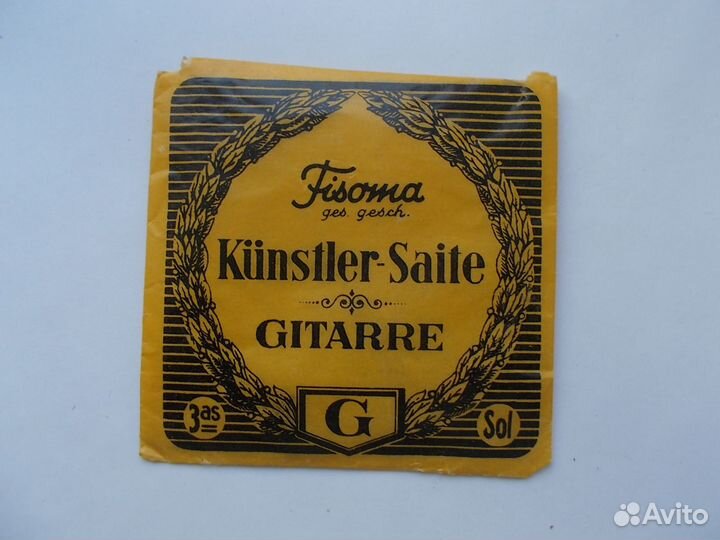 Fisoma
ges. gesch.
Künstler-Saite
GITARRE
3as
G
Sol
Avito